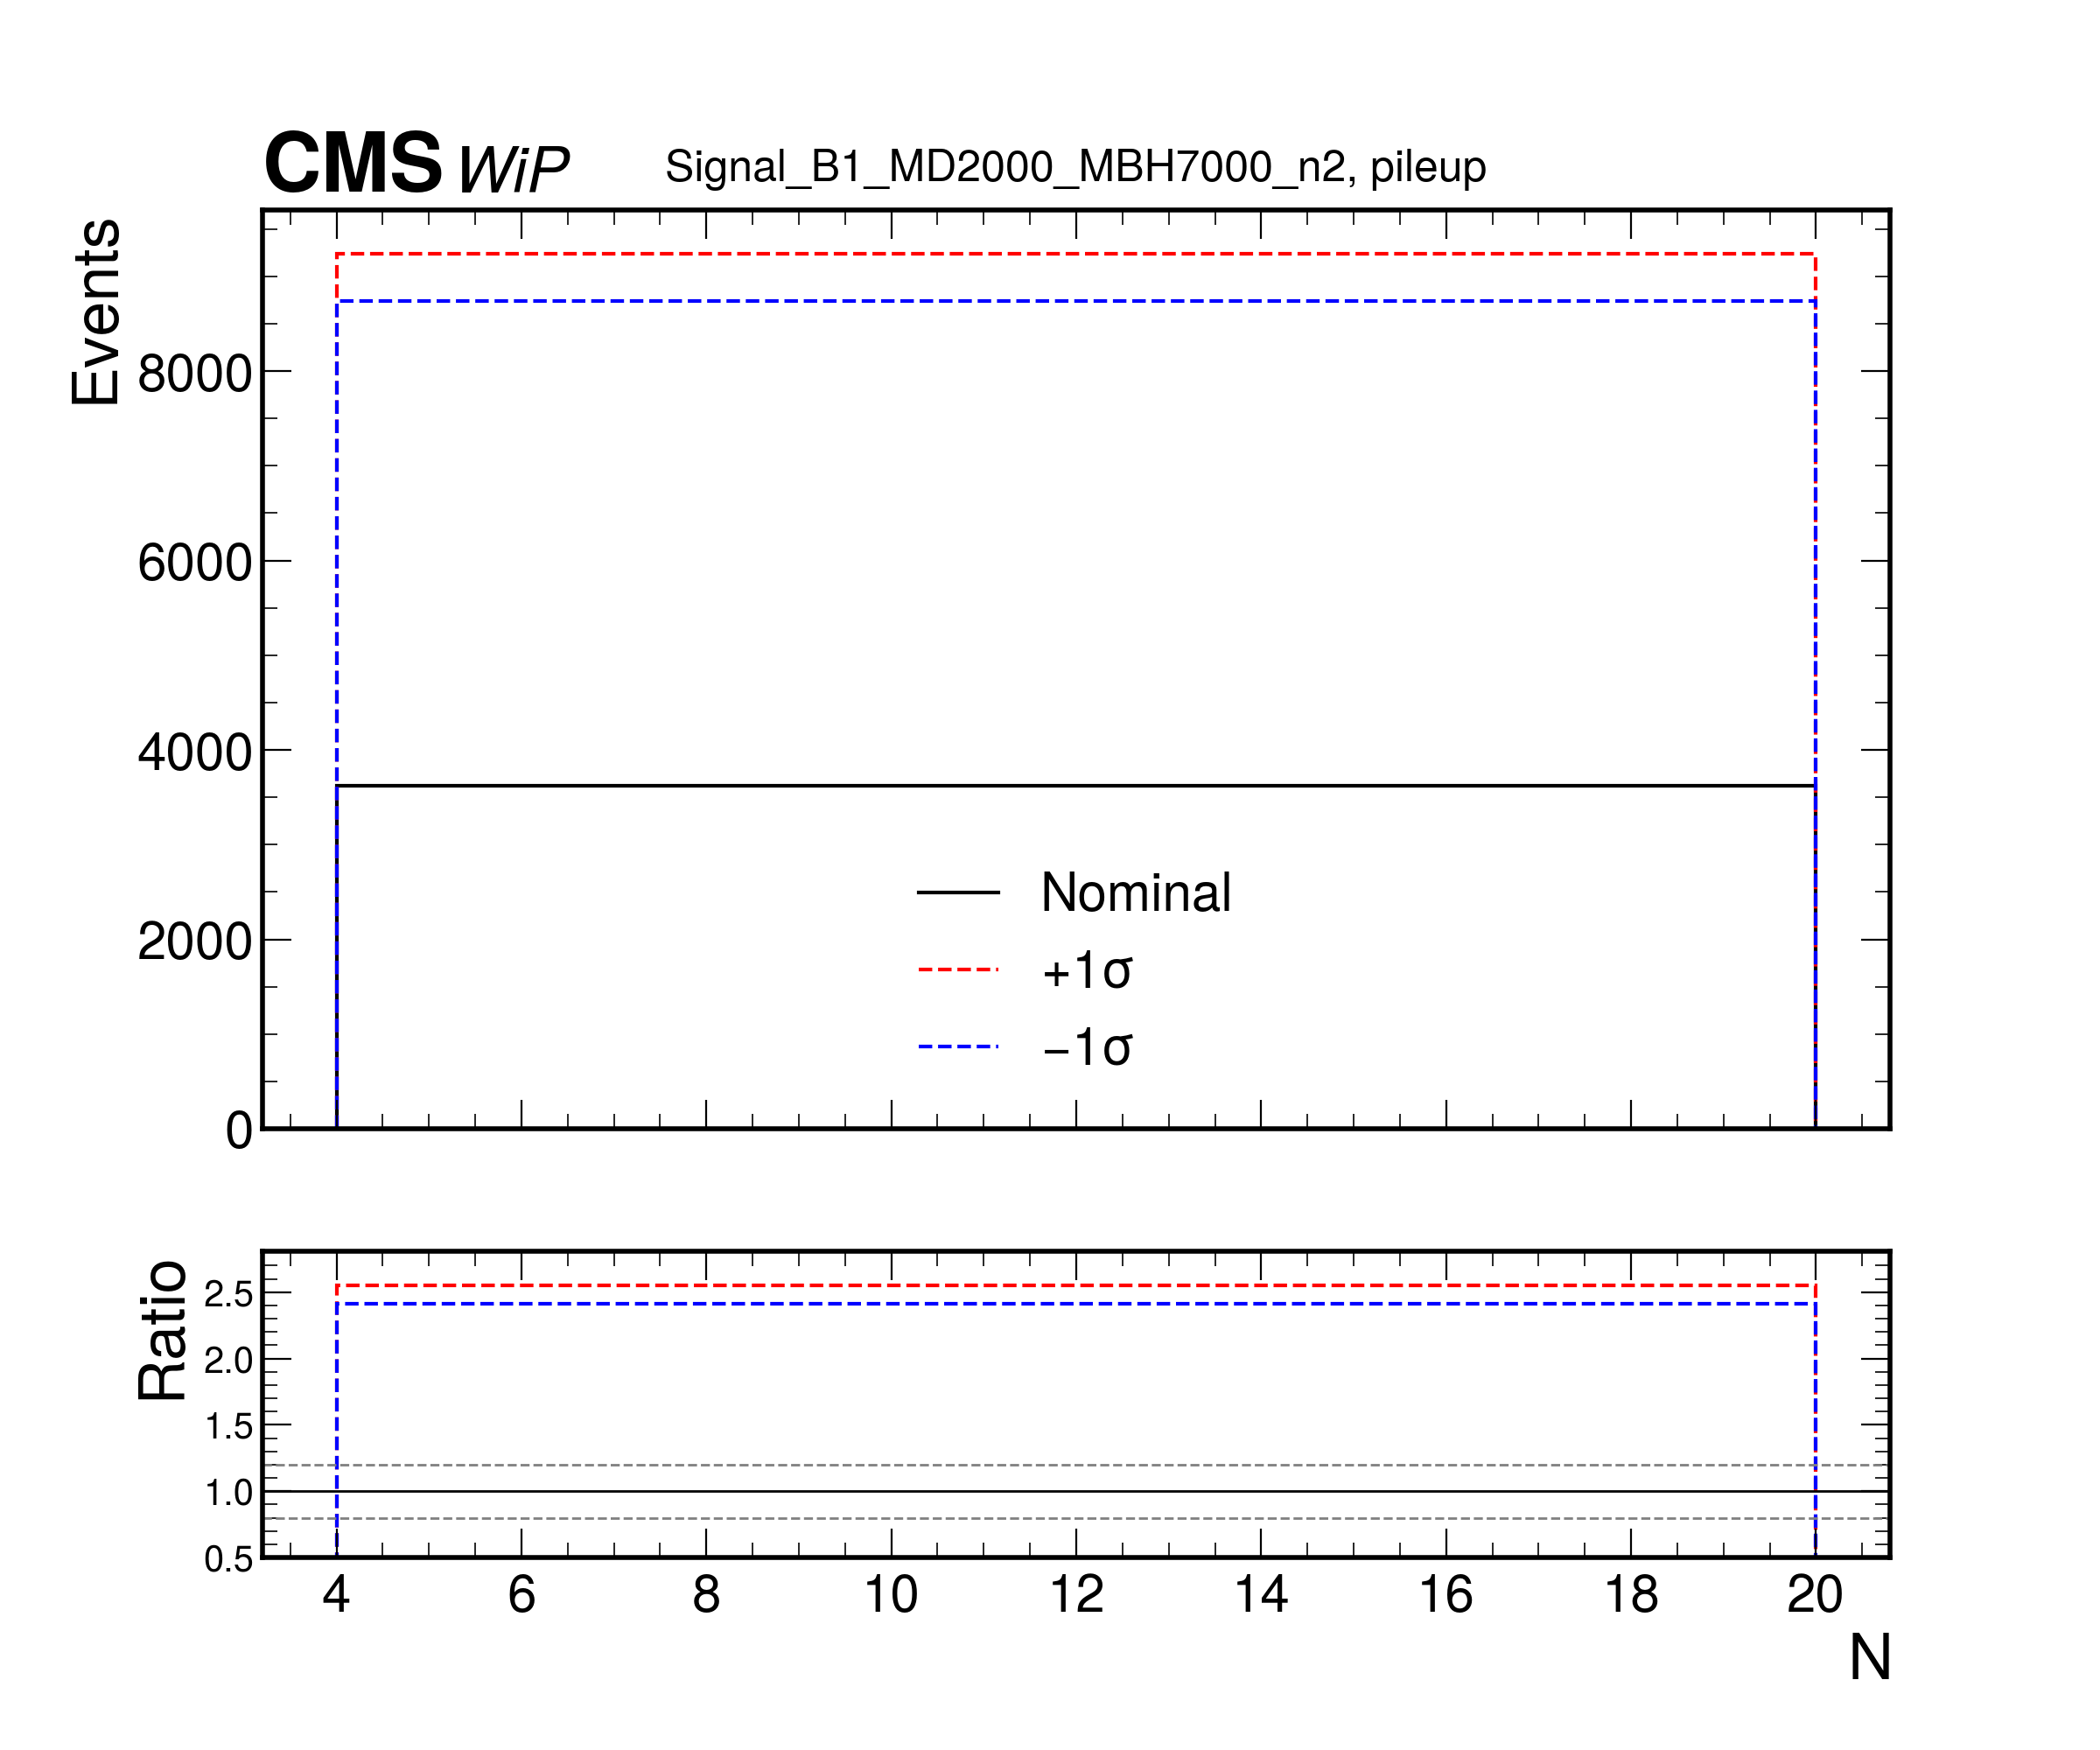 CMS WiP Signal_B1_MD2000_MBH7000_n2, pileup
Events
8000
6000
4000
2000
0
Nominal
+1σ
−1σ
Ratio
2.5
2.0
1.5
1.0
0.5
4 6 8 10 12 14 16 18 20
N